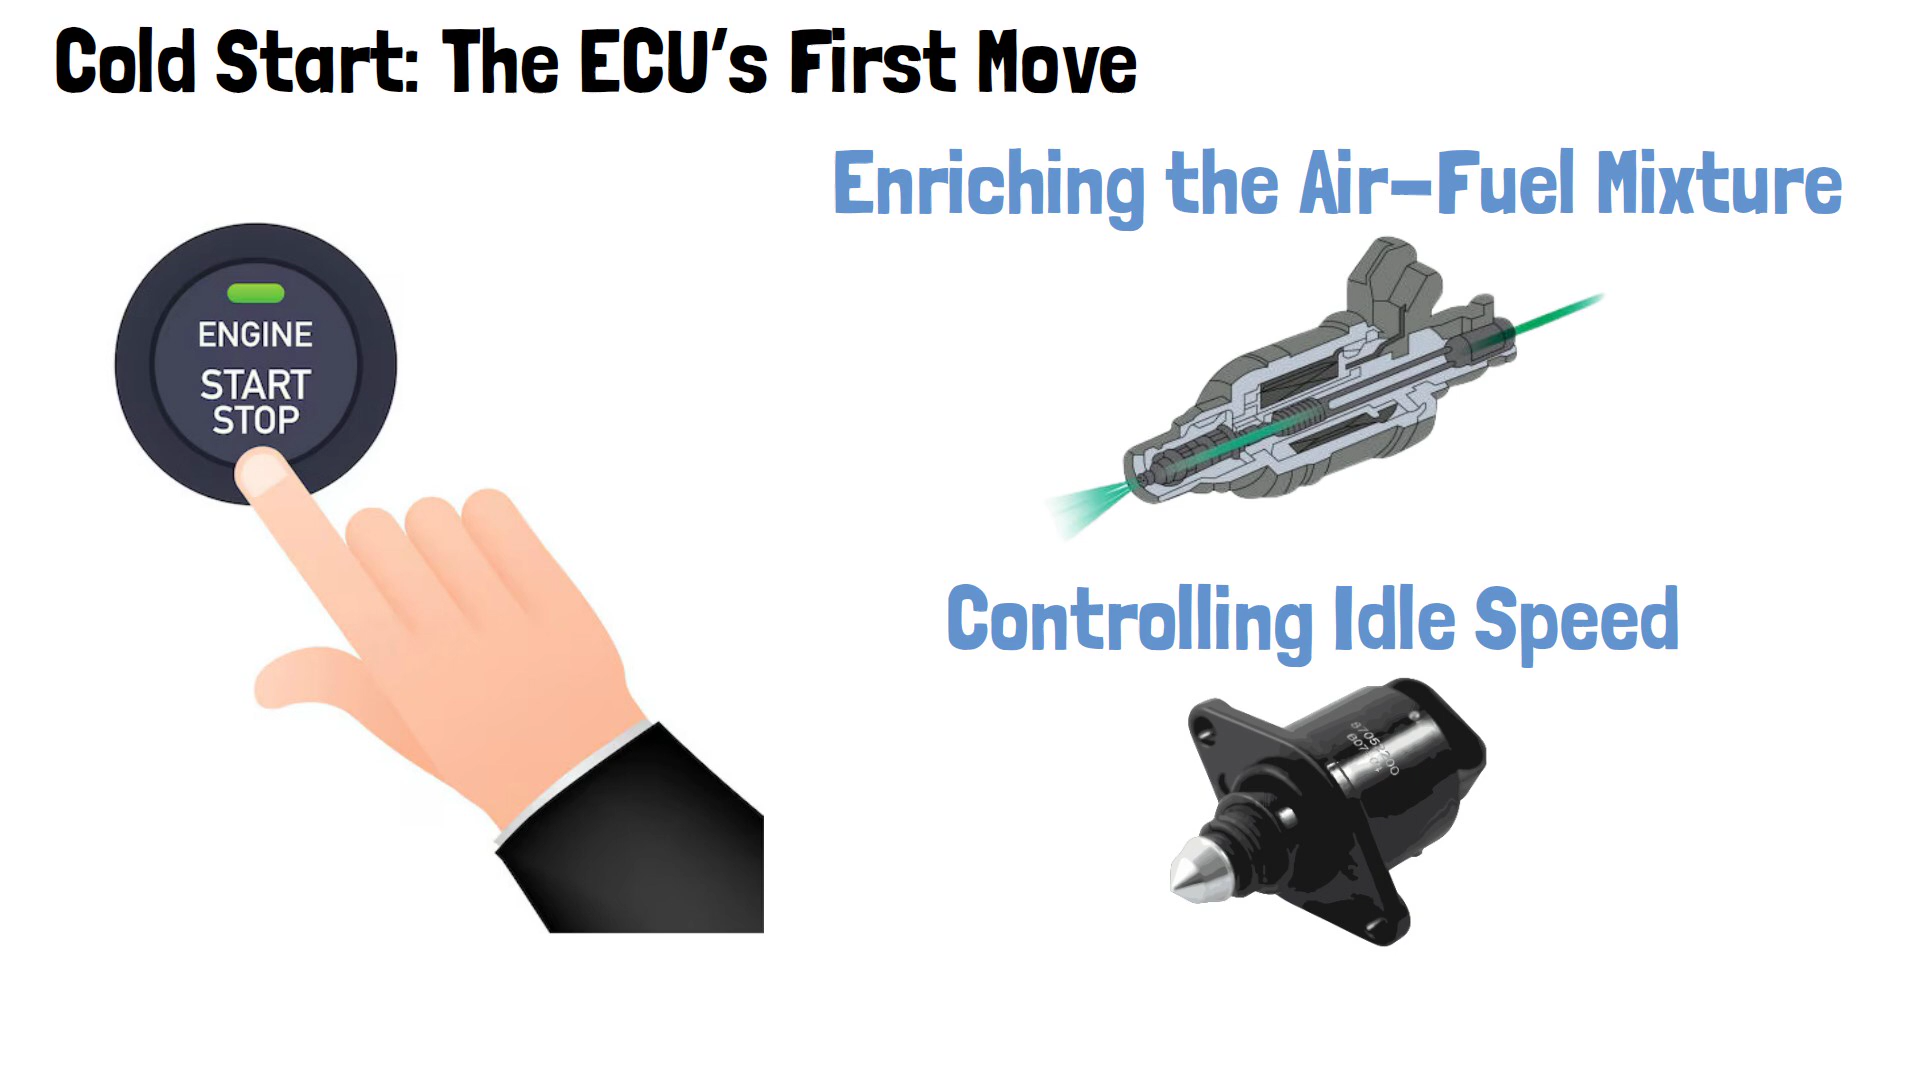 Cold Start: The ECU's First Move
Enriching the Air-Fuel Mixture
ENGINE
START
STOP
Controlling Idle Speed